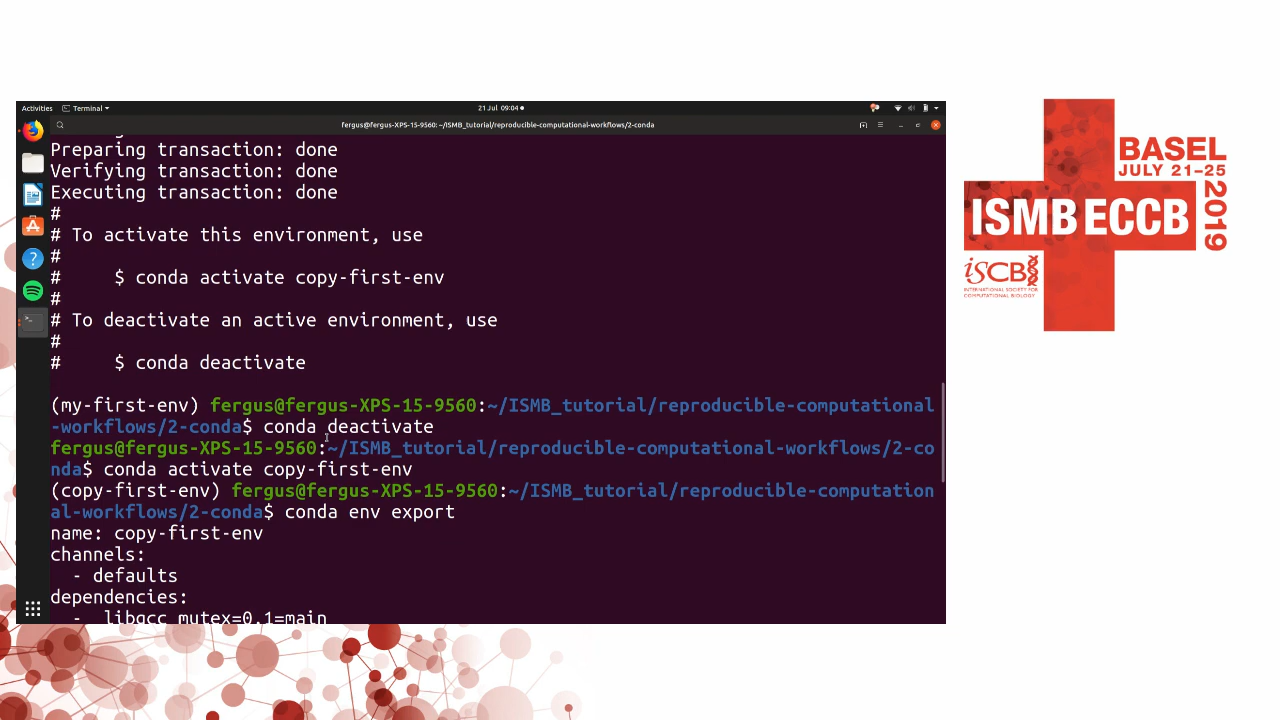 Activities
Terminal
21 Jul 09:04
fergus@fergus-XPS-15-9560: ~/ISMB_tutorial/reproducible-computational-workflows/2-conda
Preparing transaction: done
Verifying transaction: done
Executing transaction: done
#
# To activate this environment, use
#
#     $ conda activate copy-first-env
#
# To deactivate an active environment, use
#
#     $ conda deactivate
(my-first-env) fergus@fergus-XPS-15-9560:~/ISMB_tutorial/reproducible-computational
-workflows/2-conda$ conda deactivate
fergus@fergus-XPS-15-9560:~/ISMB_tutorial/reproducible-computational-workflows/2-co
nda$ conda activate copy-first-env
(copy-first-env) fergus@fergus-XPS-15-9560:~/ISMB_tutorial/reproducible-computation
al-workflows/2-conda$ conda env export
name: copy-first-env
channels:
  - defaults
dependencies:
  - _libgcc_mutex=0.1=main
BASEL
JULY 21–25
2019
ISMB ECCB
iSCB
INTERNATIONAL SOCIETY FOR
COMPUTATIONAL BIOLOGY